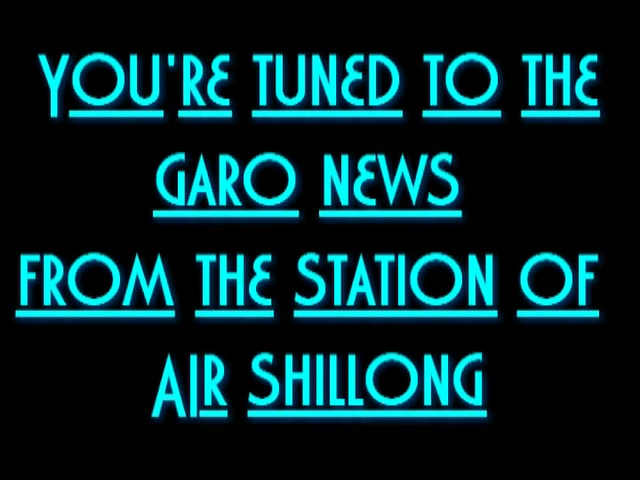 YOU'RE TUNED TO THE
GARO NEWS
FROM THE STATION OF
AIR SHILLONG